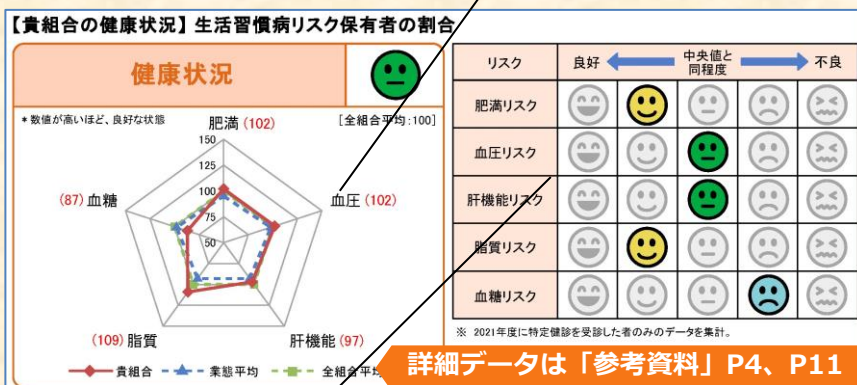 【貴組合の健康状況】生活習慣病リスク保有者の割合
健康状況
*数値が高いほど、良好な状態
[全組合平均:100]
肥満(102)
150
125
100
75
50
(87)血糖
血圧(102)
(109)脂質
肝機能(97)
貴組合
業態平均
全組合平均
リスク
良好
中央値と
同程度
不良
肥満リスク
血圧リスク
肝機能リスク
脂質リスク
血糖リスク
※ 2021年度に特定健診を受診した者のみのデータを集計。
詳細データは「参考資料」P4、P11